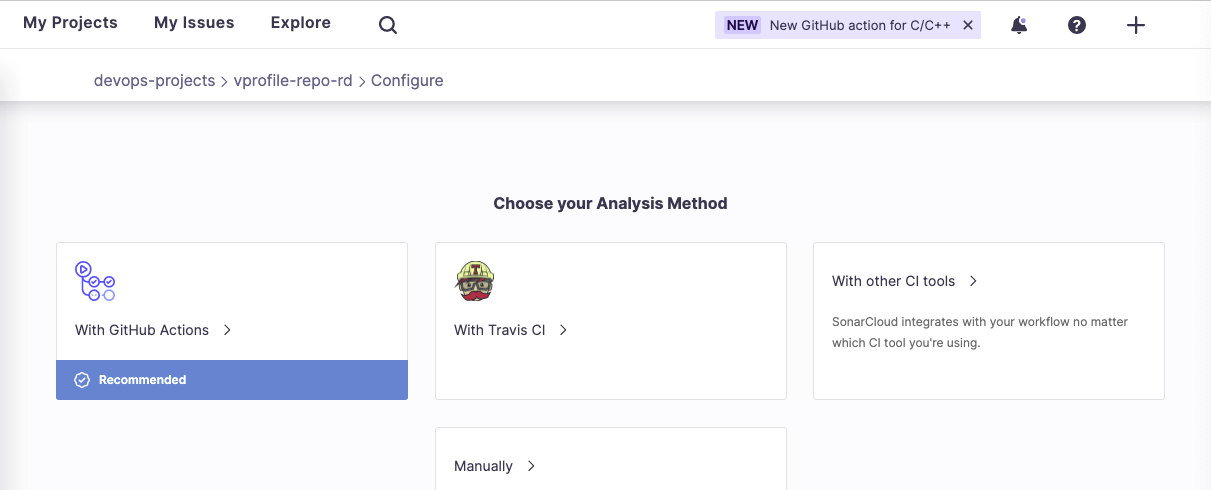 My Projects My Issues Explore NEW New GitHub action for C/C++
devops-projects > vprofile-repo-rd > Configure
Choose your Analysis Method
With GitHub Actions
Recommended
T
With Travis CI
With other CI tools
SonarCloud integrates with your workflow no matter
which CI tool you're using.
Manually